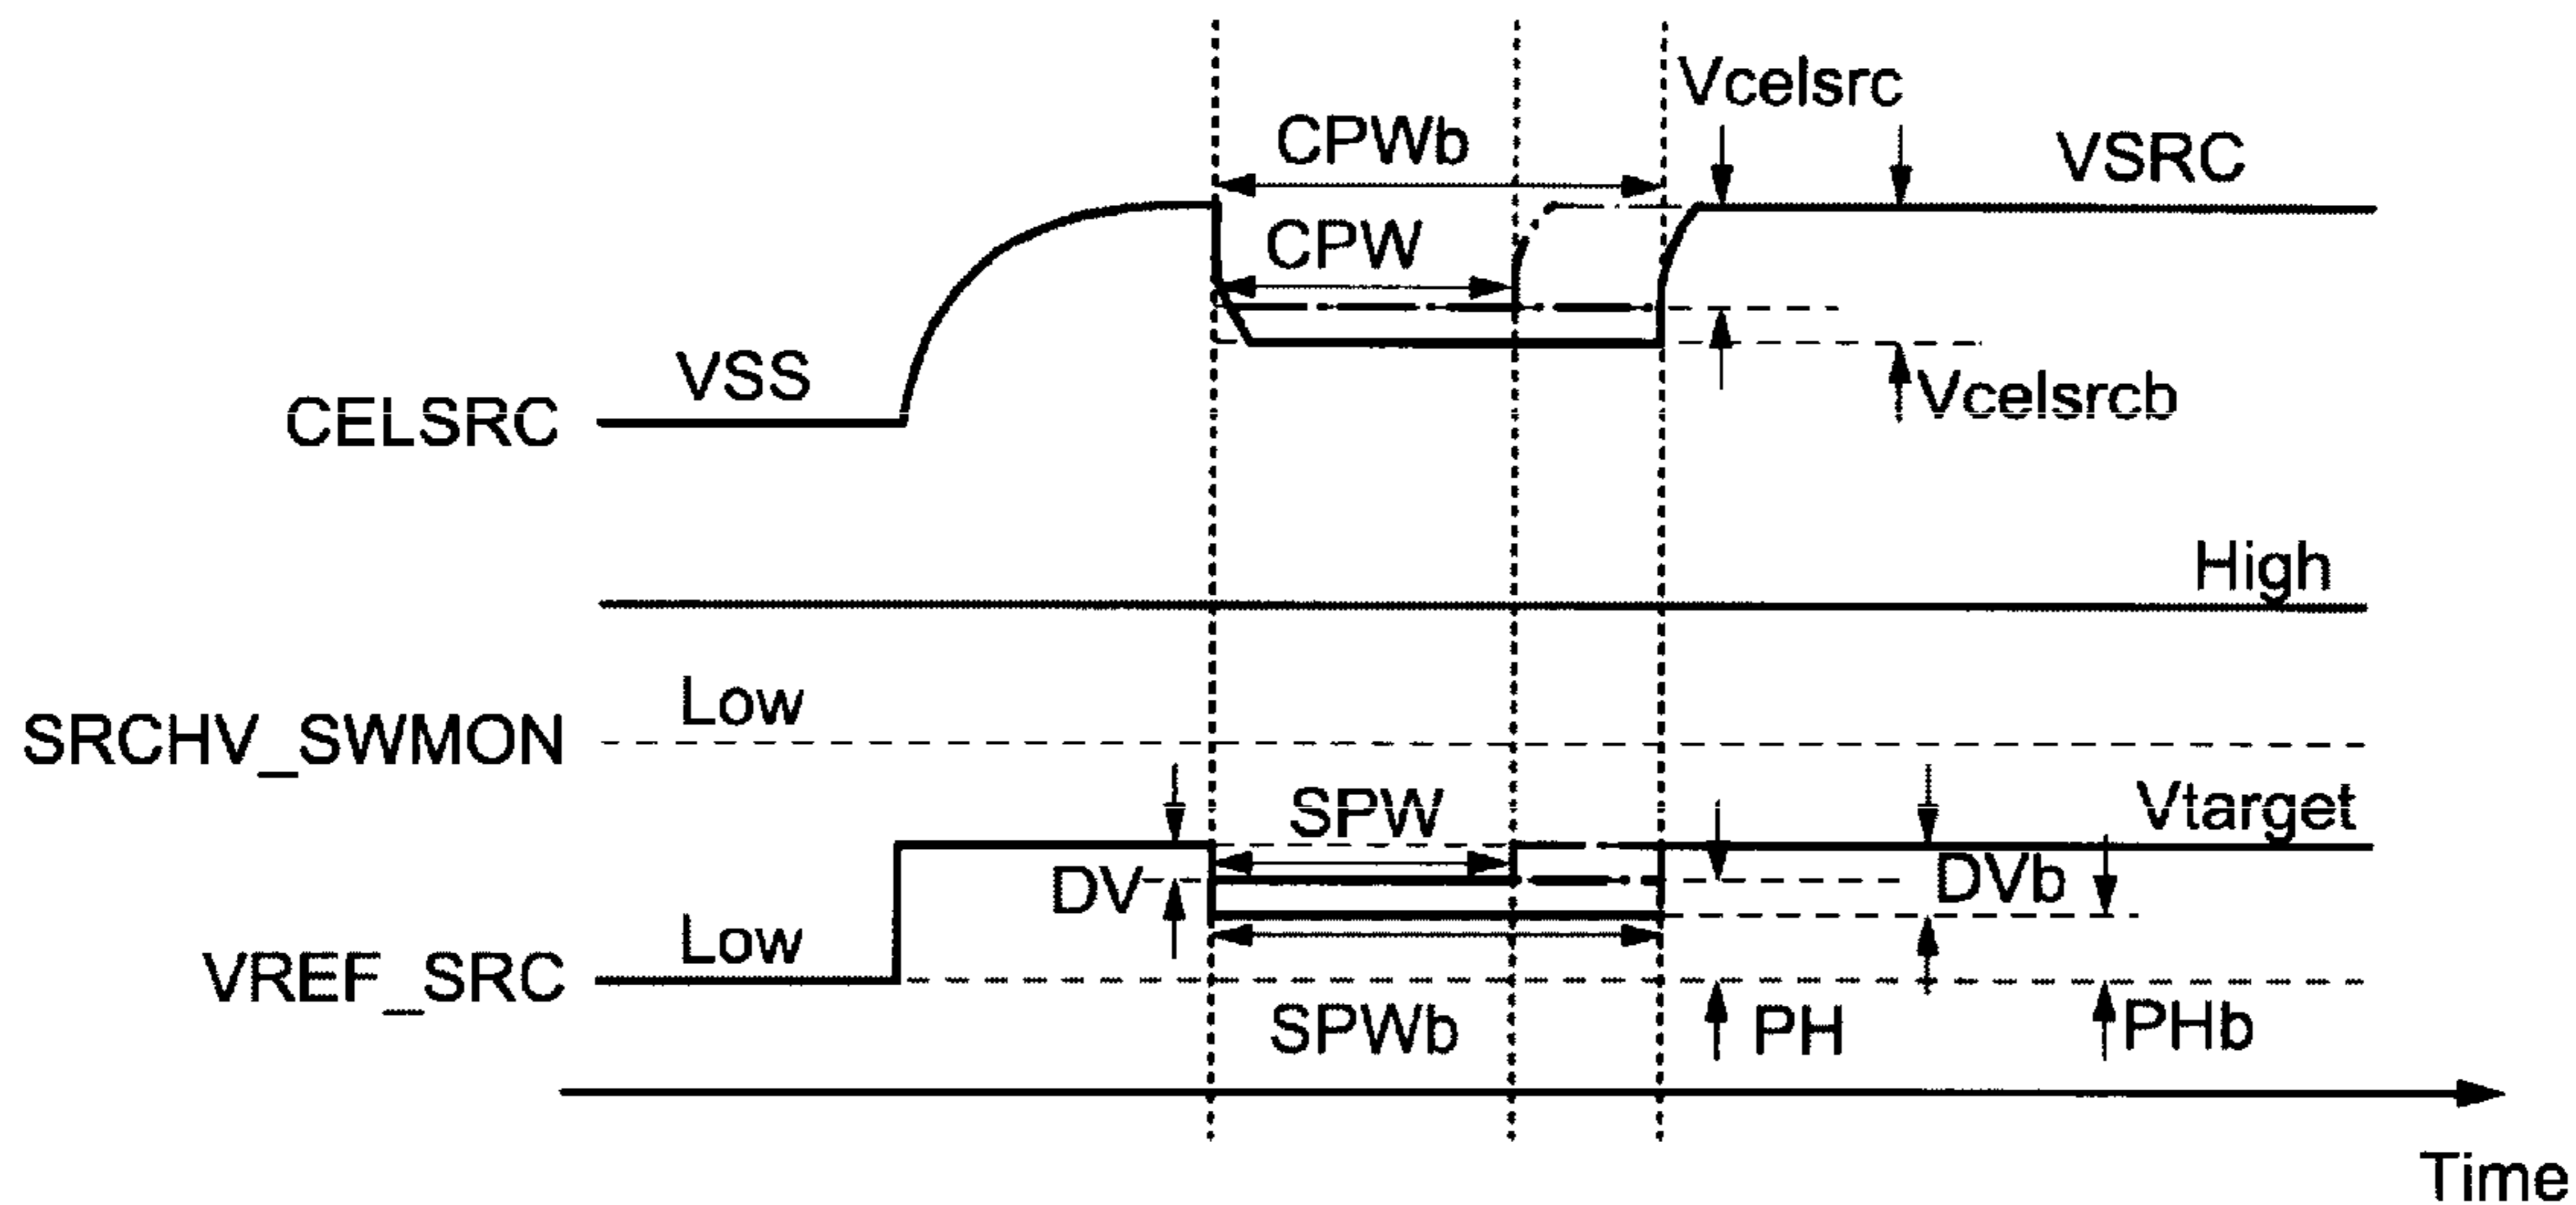 Vcelsrc
CPWb
VSRC
CPW
VSS
Vcelsrcb
CELSRC
High
Low
SRCHV_SWMON
SPW
Vtarget
DV
DVb
Low
VREF_SRC
SPWb
PH
PHb
Time